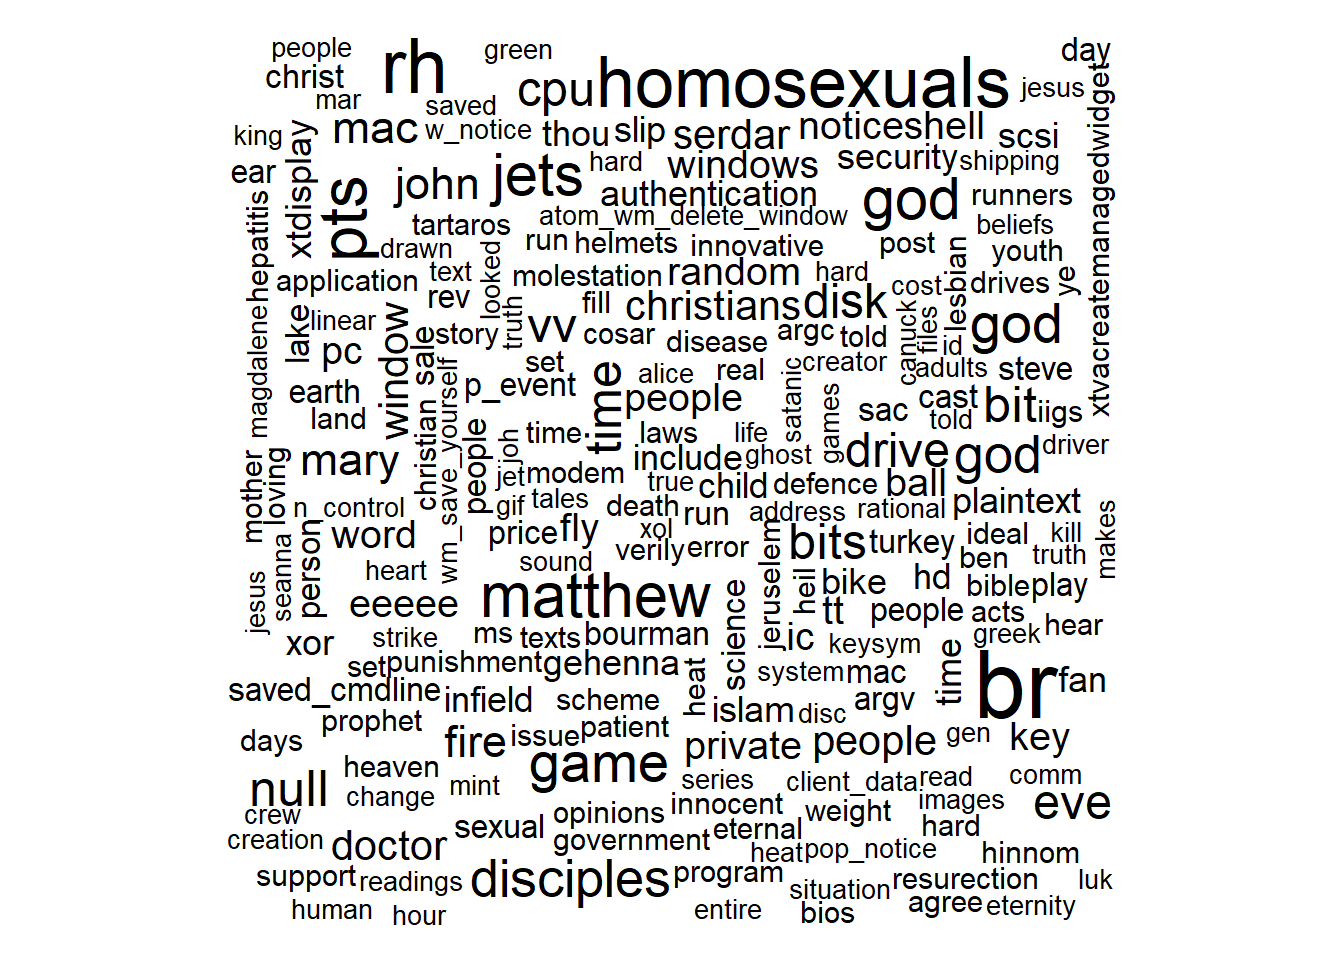 people
rh
green
homosexuals
day
christ
cpu
jesus
mar
saved
king
mac
w_notice
thou
slip
serdar
noticeshell
scsi
xtvacreatemanagedwidget
ear
xtdisplay
pts
john
jets
hard
windows
security
shipping
authentication
god
runners
hepatitis
tartaros
atom_wm_delete_window
beliefs
drawn
run
helmets
innovative
post
youth
application
text
looked
molestation
random
hard
cost
lesbian
drives
ye
rev
fill
christians
disk
magdalene
lake
linear
window
story
truth
vv
cosar
disease
argc
told
canuck
files
id
god
pc
sale
set
alice
real
creator
adults
steve
earth
p_event
time
people
satanic
games
sac
cast
bit
iigs
land
christian
wm_save_yourself
people
joh
time
laws
life
told
driver
mother
loving
mary
jet
modem
include
ghost
drive
god
true
child
defence
ball
n_control
gif
tales
death
run
address
rational
plaintext
word
price
fly
xol
verily
error
bits
turkey
ideal
kill
makes
jesus
seanna
person
heart
sound
ben
truth
eeeee
matthew
science
jeruselem
heil
bike
hd
bible
play
tt
people
acts
xor
strike
ms
texts
bourman
ic
keysym
greek
hear
set
punishment
gehenna
heat
system
mac
time
br
fan
saved_cmdline
infield
scheme
islam
disc
argv
prophet
days
fire
issue
patient
private
people
gen
key
null
heaven
game
series
client_data
read
comm
change
mint
images
eve
crew
opinions
innocent
weight
creation
doctor
sexual
government
eternal
hard
heat
pop_notice
hinnom
support
readings
disciples
program
situation
resurection
luk
human
hour
entire
bios
agree
eternity